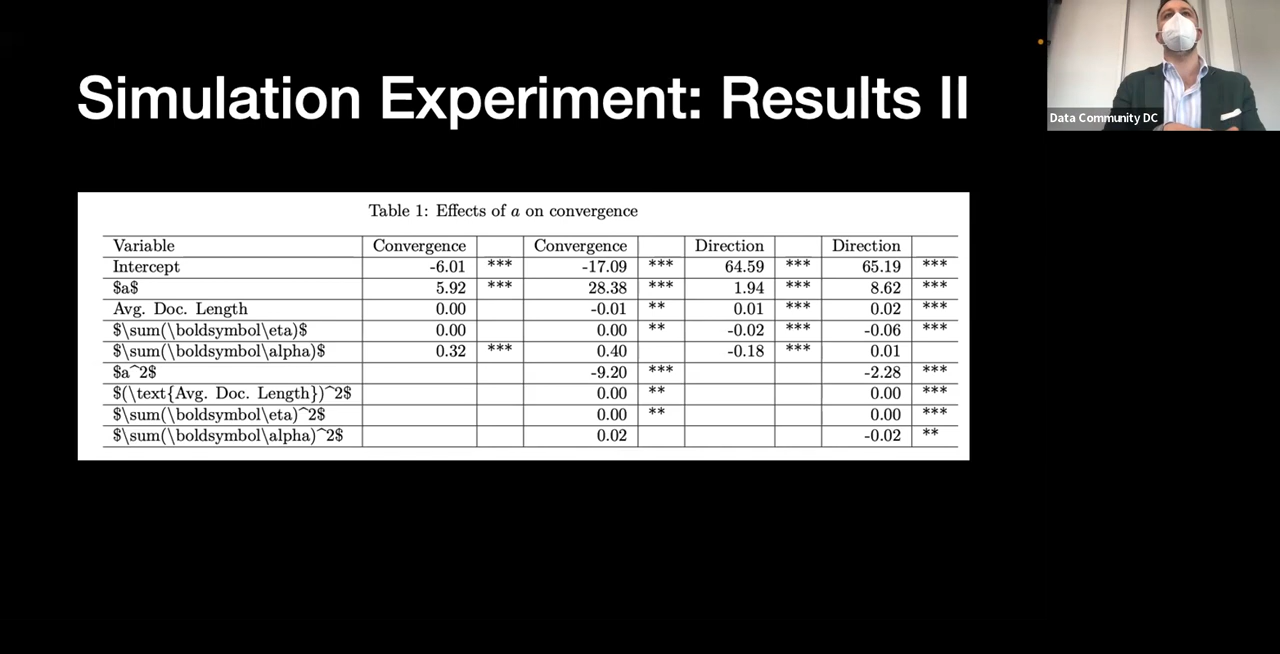 Simulation Experiment: Results II
Data Community DC
Table 1: Effects of a on convergence
Variable Convergence Convergence Direction Direction
Intercept -6.01 *** -17.09 *** 64.59 *** 65.19 ***
$a$ 5.92 *** 28.38 *** 1.94 *** 8.62 ***
Avg. Doc. Length 0.00 -0.01 ** 0.01 *** 0.02 ***
$\sum(\boldsymbol\eta)$ 0.00 0.00 ** -0.02 *** -0.06 ***
$\sum(\boldsymbol\alpha)$ 0.32 *** 0.40 -0.18 *** 0.01
$a^2$ -9.20 *** -2.28 ***
$(\text{Avg. Doc. Length})^2$ 0.00 ** 0.00 ***
$\sum(\boldsymbol\eta)^2$ 0.00 ** 0.00 ***
$\sum(\boldsymbol\alpha)^2$ 0.02 -0.02 **